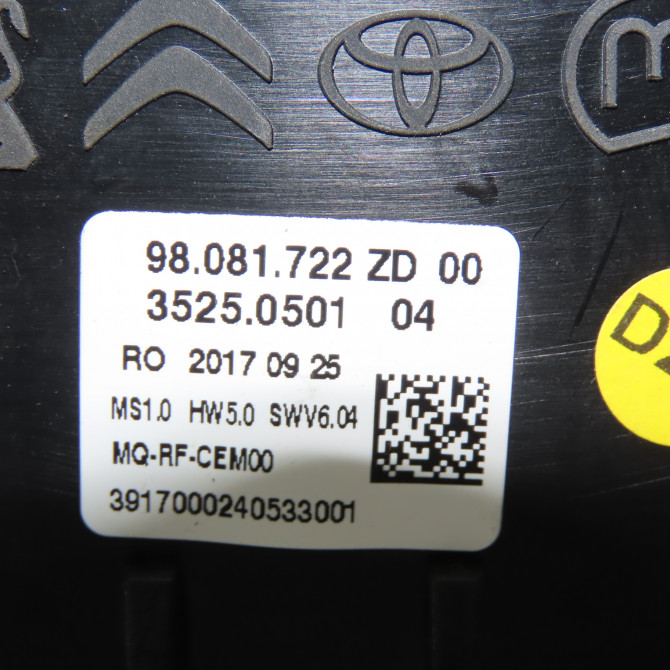 98.081.722 ZD 00
3525.0501 04
RO 2017 09 25
MS1.0 HW5.0 SWV6.04
MQ-RF-CEM00
3917000240533001